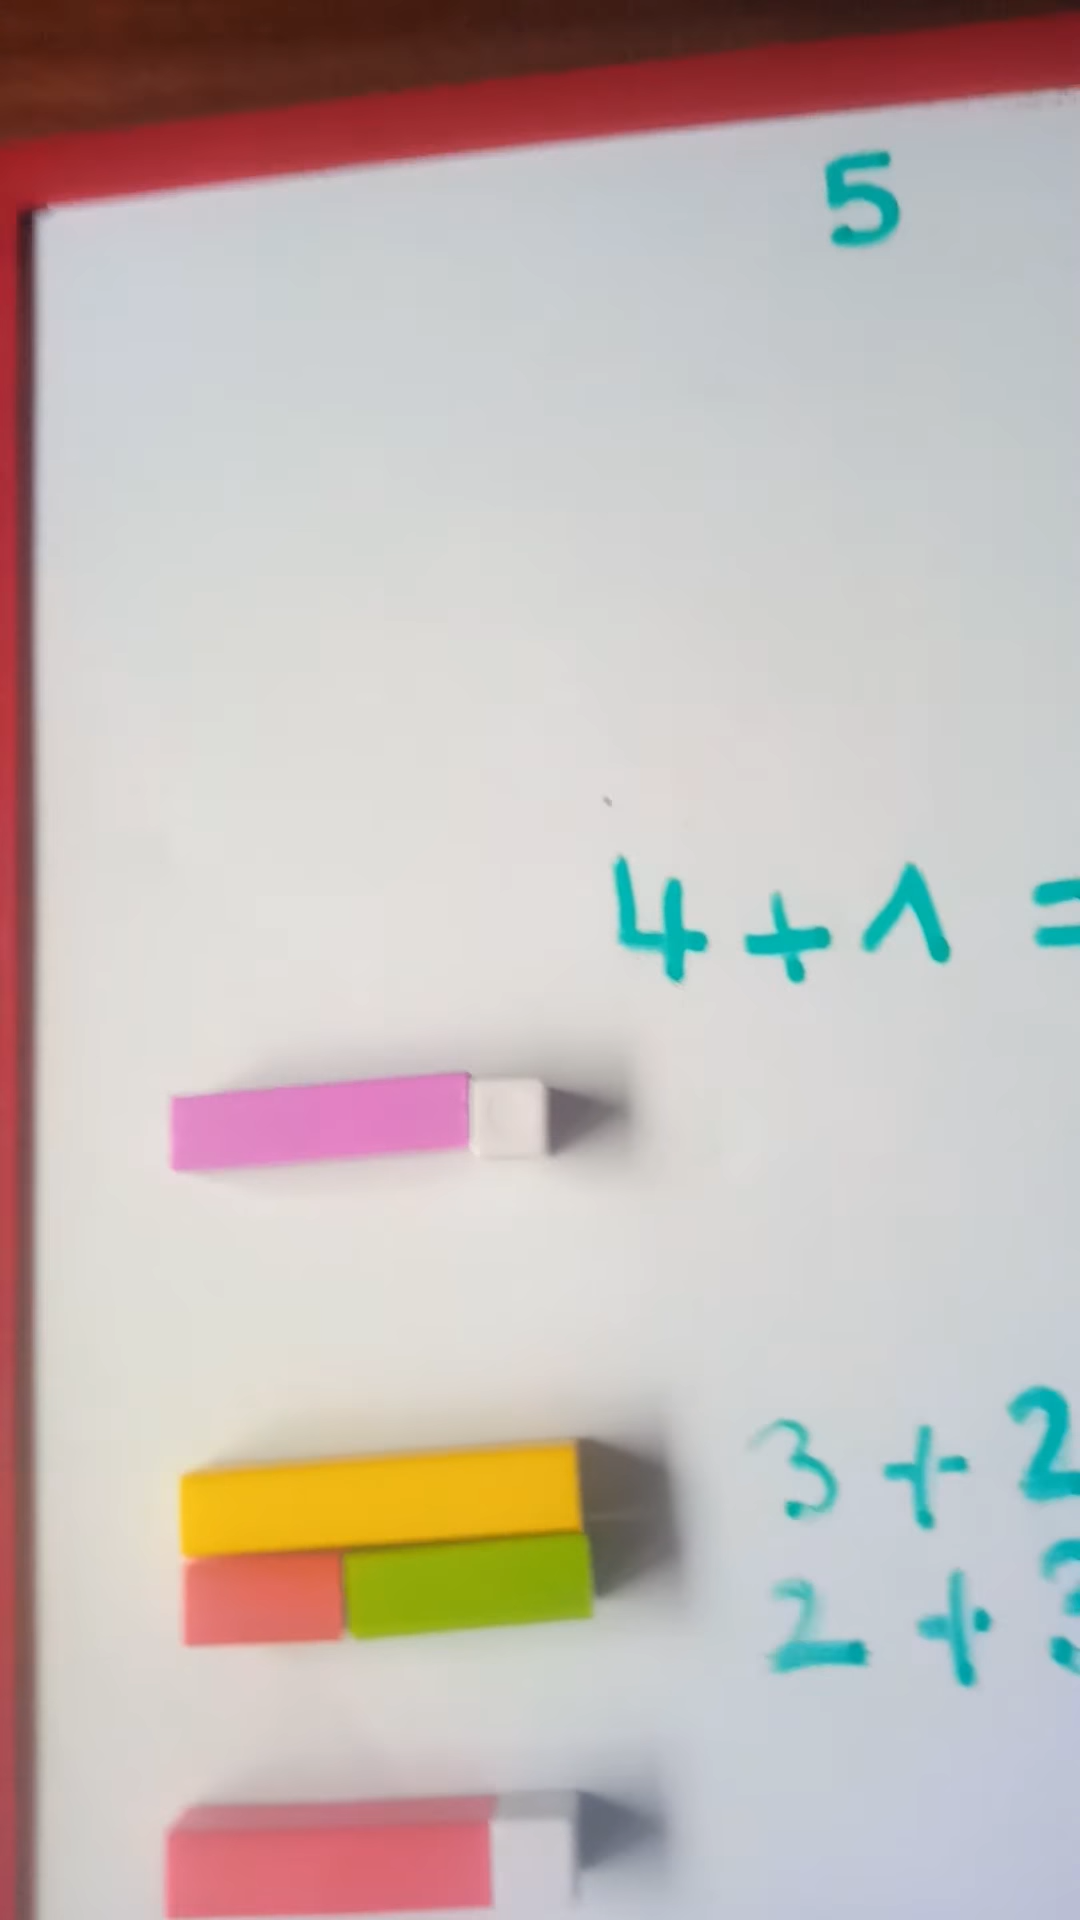 5
4 + 1 =
3 + 2
2 + 3